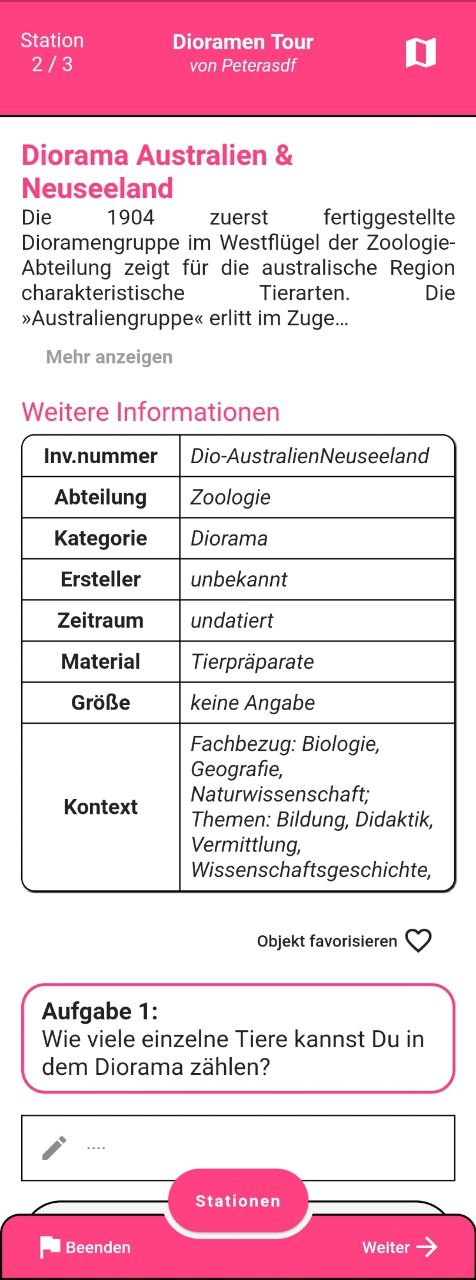 Station
2 / 3
Dioramen Tour
von Peterasdf
Diorama Australien &
Neuseeland
Die 1904 zuerst fertiggestellte
Dioramengruppe im Westflügel der Zoologie-
Abteilung zeigt für die australische Region
charakteristische Tierarten. Die
»Australiengruppe« erlitt im Zuge...
Mehr anzeigen
Weitere Informationen
Inv.nummer Dio-AustralienNeuseeland
Abteilung Zoologie
Kategorie Diorama
Ersteller unbekannt
Zeitraum undatiert
Material Tierpräparate
Größe keine Angabe
Kontext
Fachbezug: Biologie,
Geografie,
Naturwissenschaft;
Themen: Bildung, Didaktik,
Vermittlung,
Wissenschaftsgeschichte,
Objekt favorisieren
Aufgabe 1:
Wie viele einzelne Tiere kannst Du in
dem Diorama zählen?
....
Stationen
Beenden
Weiter